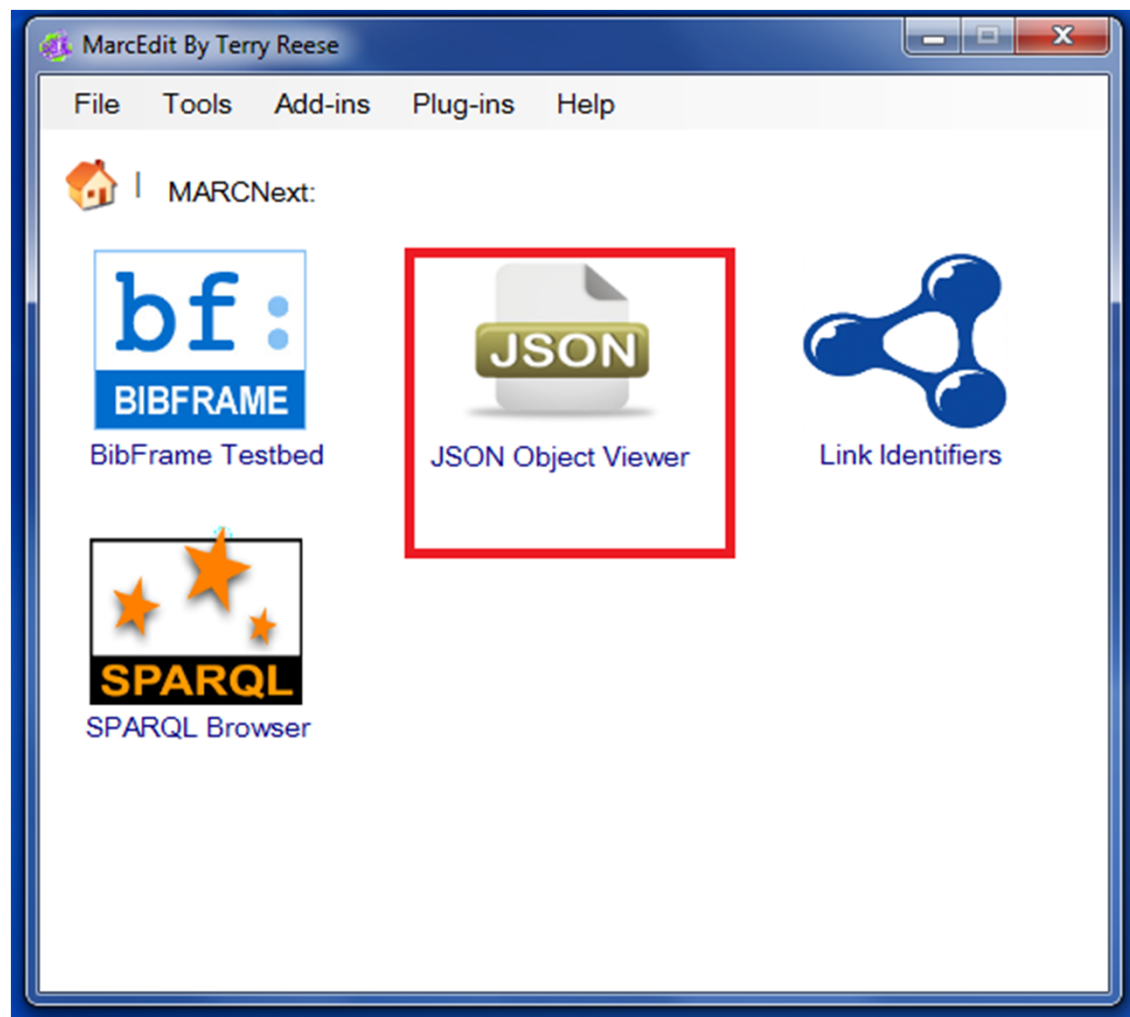 MarcEdit By Terry Reese
File Tools Add-ins Plug-ins Help
MARCNext:
bf:
BIBFRAME
BibFrame Testbed
JSON
JSON Object Viewer
Link Identifiers
SPARQL
SPARQL Browser